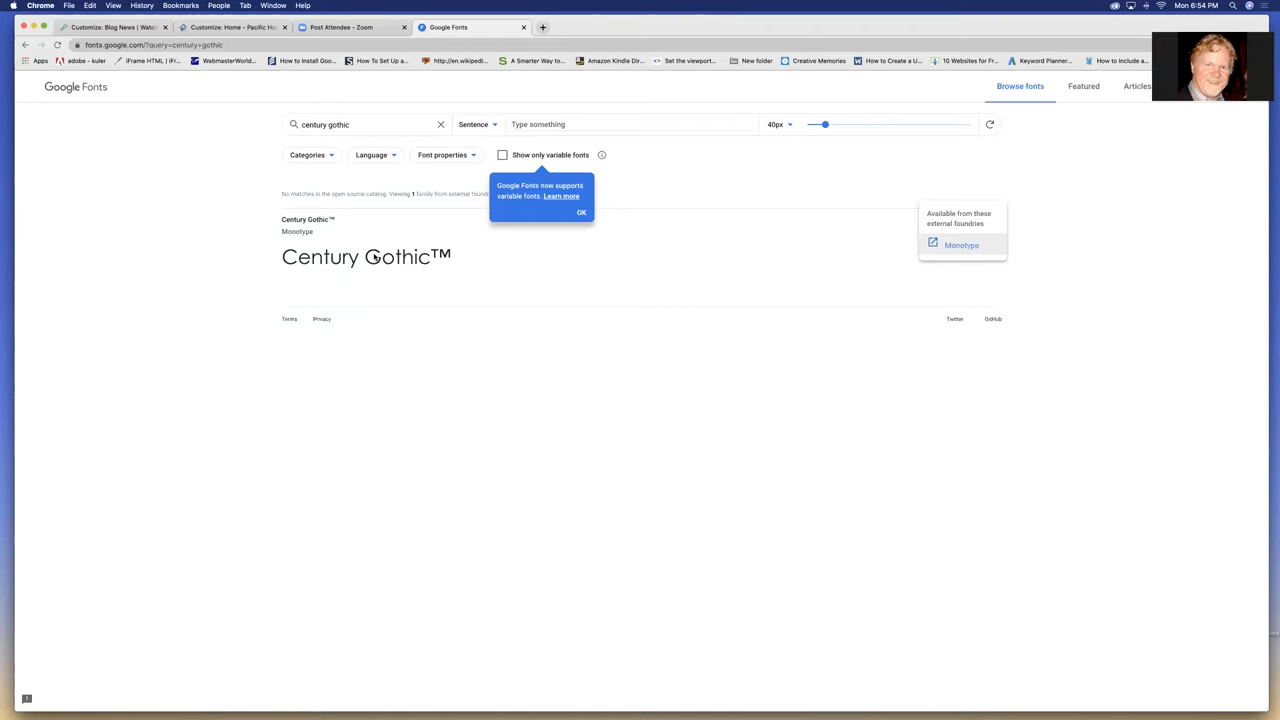 Chrome File Edit View History Bookmarks People Tab Window Help Mon 6:54 PM
Customize: Blog News | Water Customize: Home - Pacific Ho Post Attendee - Zoom Google Fonts
fonts.google.com/?query=century+gothic
Apps adobe - kuler iFrame HTML | iFr... WebmasterWorld... How to Install Goo... How To Set Up a... http://en.wikipedi... A Smarter Way to... Amazon Kindle Dir... Set the viewport... New folder Creative Memories How to Create a U... 10 Websites for Fr... Keyword Planner... How to Include a...
Google Fonts Browse fonts Featured Articles
century gothic Sentence Type something 40px
Categories Language Font properties Show only variable fonts
Google Fonts now supports
variable fonts. Learn more
OK
No matches in the open source catalog. Viewing 1 family from external found
Century Gothic™
Monotype
Century Gothic™
Available from these
external foundries
Monotype
Terms Privacy Twitter GitHub